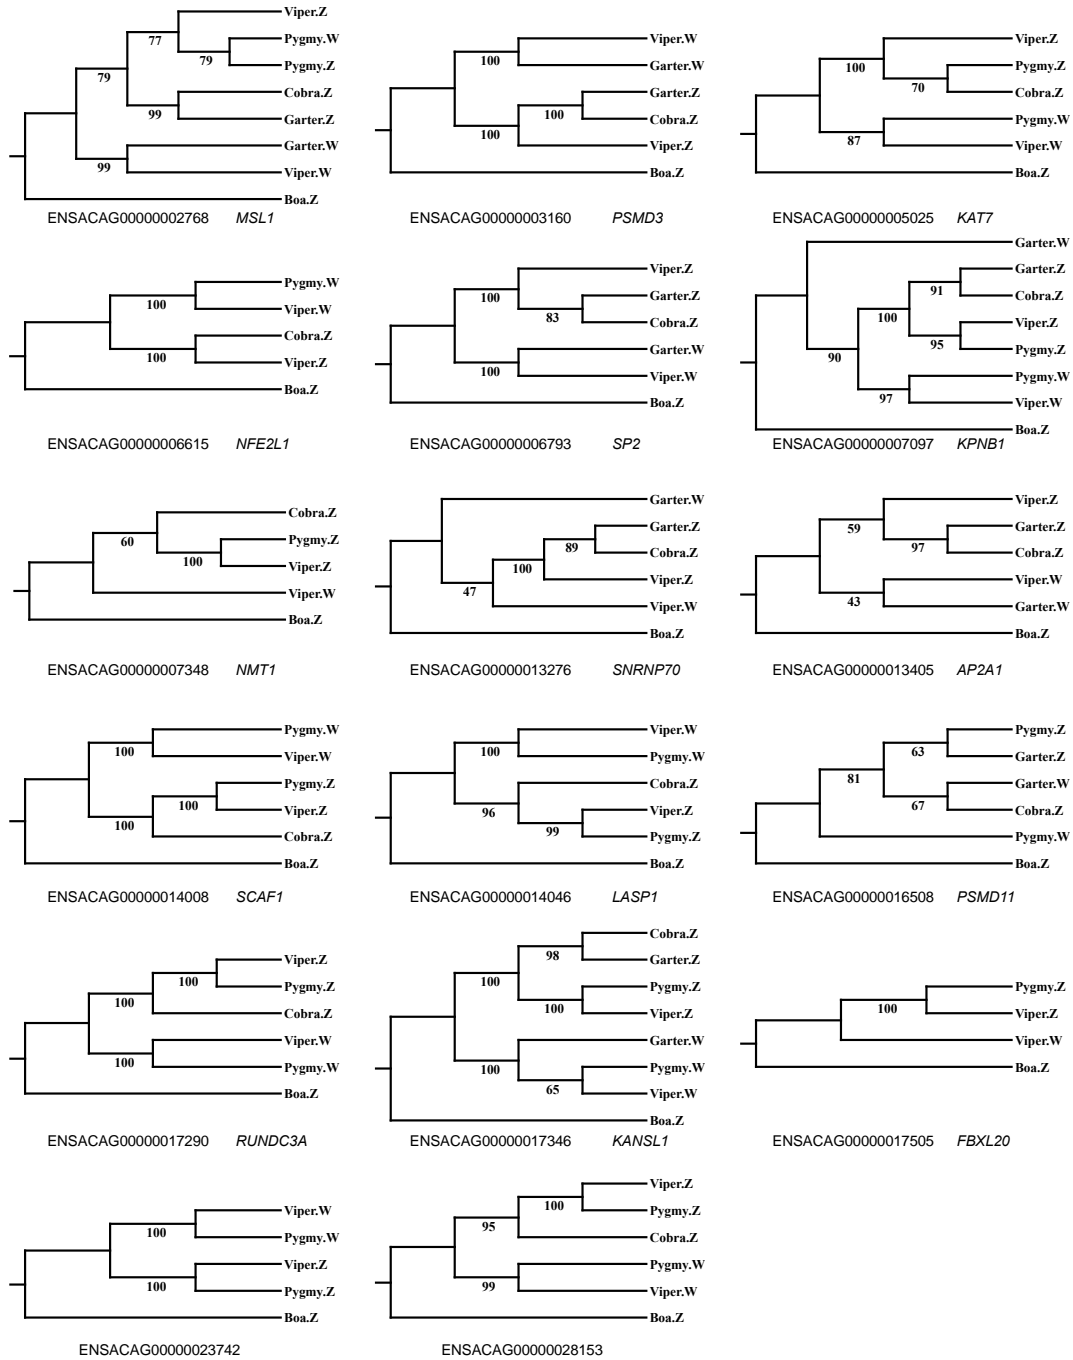 Viper.Z
Pygmy.W
77
79
Pygmy.Z
79
Cobra.Z
99
Garter.Z
Garter.W
99
Viper.W
Boa.Z
ENSACAG00000002768 MSL1
Viper.W
100
Garter.W
Garter.Z
100
Cobra.Z
100
Viper.Z
Boa.Z
ENSACAG00000003160 PSMD3
Viper.Z
100
Pygmy.Z
70
Cobra.Z
Pygmy.W
87
Viper.W
Boa.Z
ENSACAG00000005025 KAT7
Pygmy.W
100
Viper.W
Cobra.Z
100
Viper.Z
Boa.Z
ENSACAG00000006615 NFE2L1
Viper.Z
100
Garter.Z
83
Cobra.Z
Garter.W
100
Viper.W
Boa.Z
ENSACAG00000006793 SP2
Garter.W
Garter.Z
91
Cobra.Z
100
Viper.Z
95
Pygmy.Z
90
Pygmy.W
97
Viper.W
Boa.Z
ENSACAG00000007097 KPNB1
Cobra.Z
60
Pygmy.Z
100
Viper.Z
Viper.W
Boa.Z
ENSACAG00000007348 NMT1
Garter.W
Garter.Z
89
Cobra.Z
100
Viper.Z
47
Viper.W
Boa.Z
ENSACAG00000013276 SNRNP70
Viper.Z
59
Garter.Z
97
Cobra.Z
Viper.W
43
Garter.W
Boa.Z
ENSACAG00000013405 AP2A1
Pygmy.W
100
Viper.W
Pygmy.Z
100
Viper.Z
100
Cobra.Z
Boa.Z
ENSACAG00000014008 SCAF1
Viper.W
100
Pygmy.W
Cobra.Z
96
Viper.Z
99
Pygmy.Z
Boa.Z
ENSACAG00000014046 LASP1
Pygmy.Z
63
Garter.Z
81
Garter.W
67
Cobra.Z
Pygmy.W
Boa.Z
ENSACAG00000016508 PSMD11
Viper.Z
100
Pygmy.Z
100
Cobra.Z
Viper.W
100
Pygmy.W
Boa.Z
ENSACAG00000017290 RUNDC3A
Cobra.Z
98
Garter.Z
100
Pygmy.Z
100
Viper.Z
Garter.W
100
Pygmy.W
65
Viper.W
Boa.Z
ENSACAG00000017346 KANSL1
Pygmy.Z
100
Viper.Z
Viper.W
Boa.Z
ENSACAG00000017505 FBXL20
Viper.W
100
Pygmy.W
Viper.Z
100
Pygmy.Z
Boa.Z
ENSACAG00000023742
Viper.Z
100
Pygmy.Z
95
Cobra.Z
Pygmy.W
99
Viper.W
Boa.Z
ENSACAG00000028153